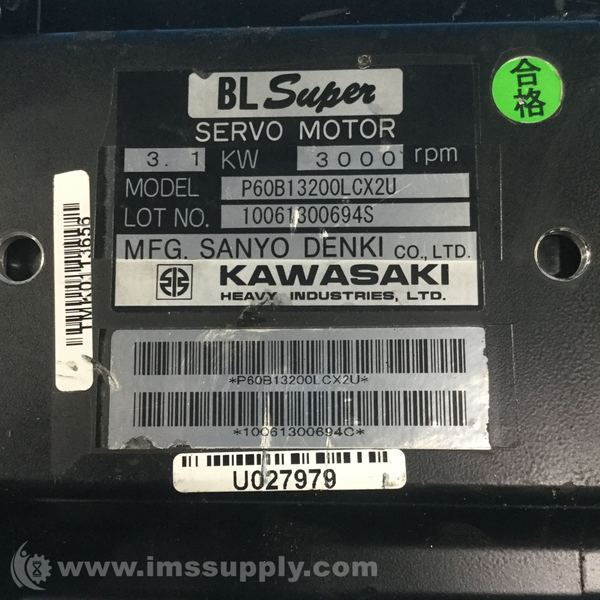 BL Super
SERVO MOTOR
3.1 KW 3000 rpm
MODEL P60B13200LCX2U
LOT NO. 10061300694S
MFG. SANYO DENKI CO., LTD.
KAWASAKI
HEAVY INDUSTRIES, LTD.
*P60B13200LCX2U*
*10061300694C*
U027979
合格
www.imssupply.com